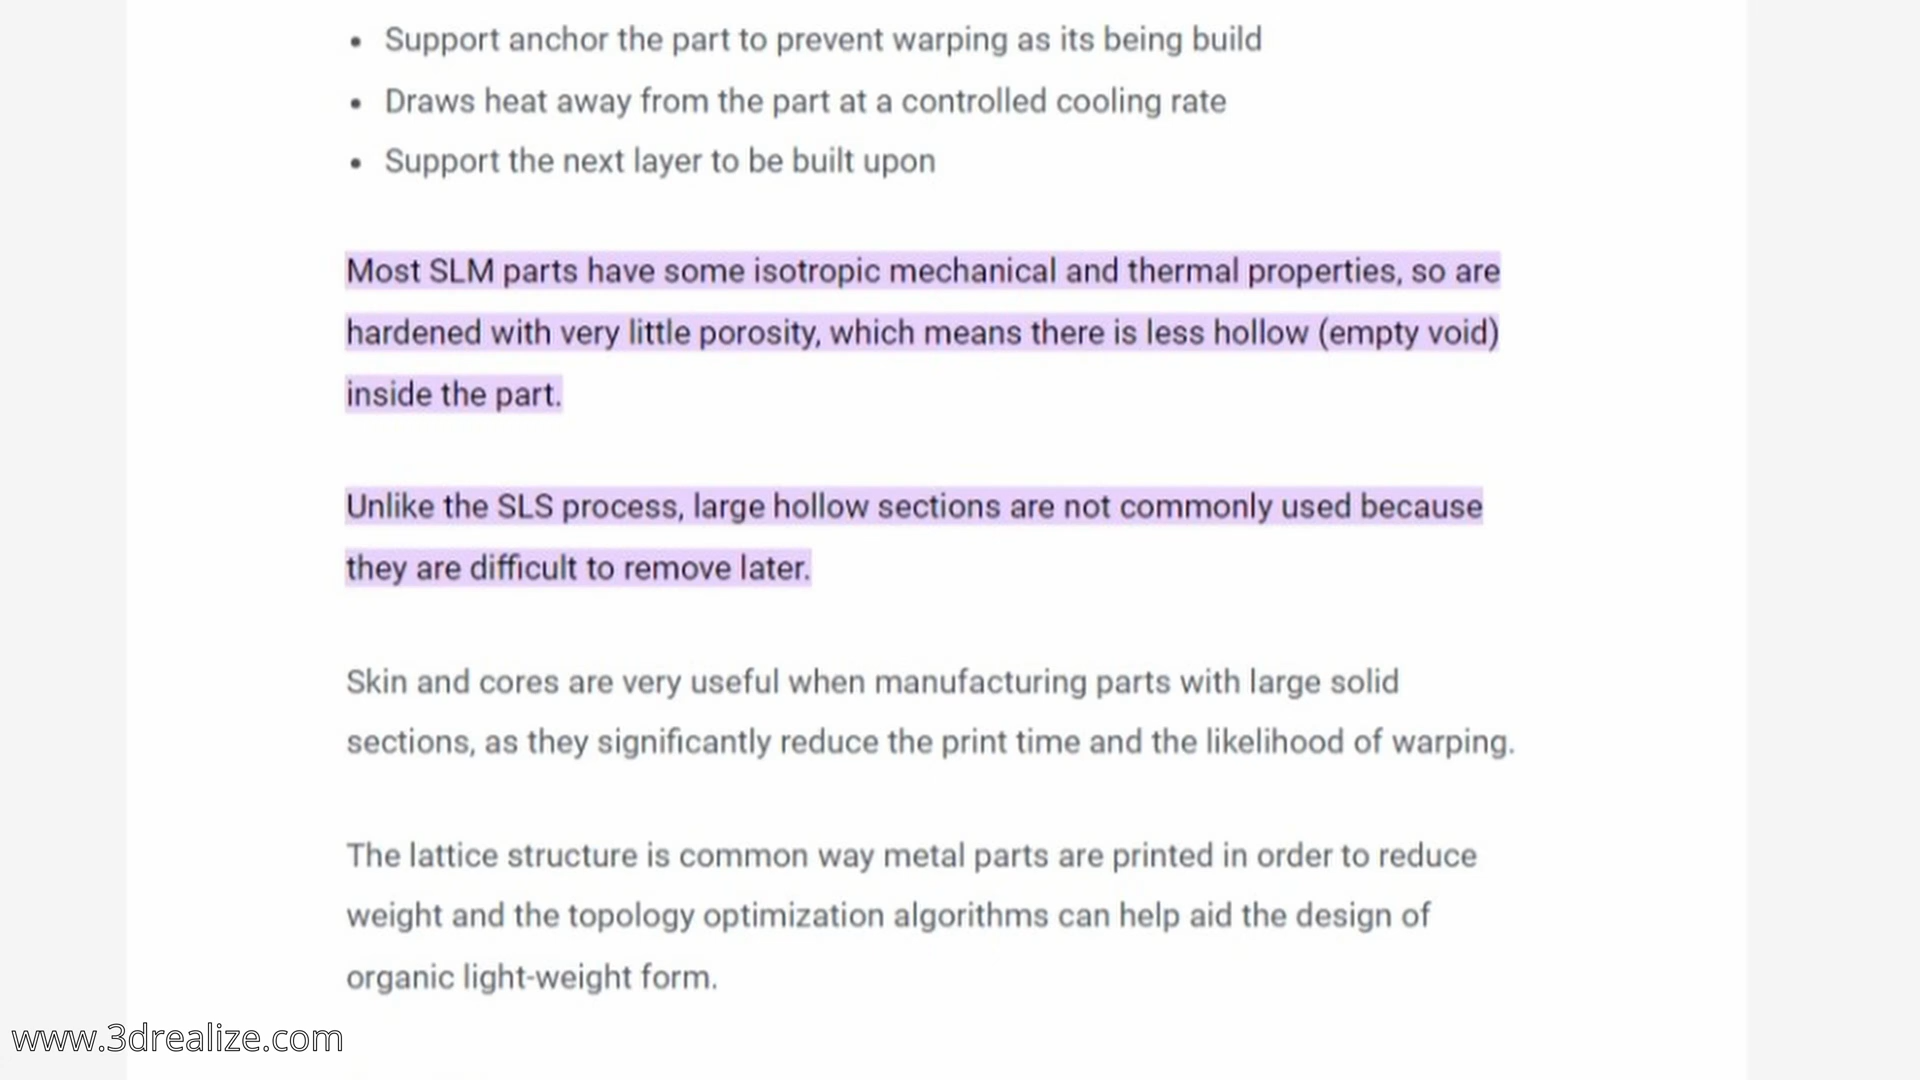 • Support anchor the part to prevent warping as its being build
• Draws heat away from the part at a controlled cooling rate
• Support the next layer to be built upon
Most SLM parts have some isotropic mechanical and thermal properties, so are
hardened with very little porosity, which means there is less hollow (empty void)
inside the part.
Unlike the SLS process, large hollow sections are not commonly used because
they are difficult to remove later.
Skin and cores are very useful when manufacturing parts with large solid
sections, as they significantly reduce the print time and the likelihood of warping.
The lattice structure is common way metal parts are printed in order to reduce
weight and the topology optimization algorithms can help aid the design of
organic light-weight form.
www.3drealize.com